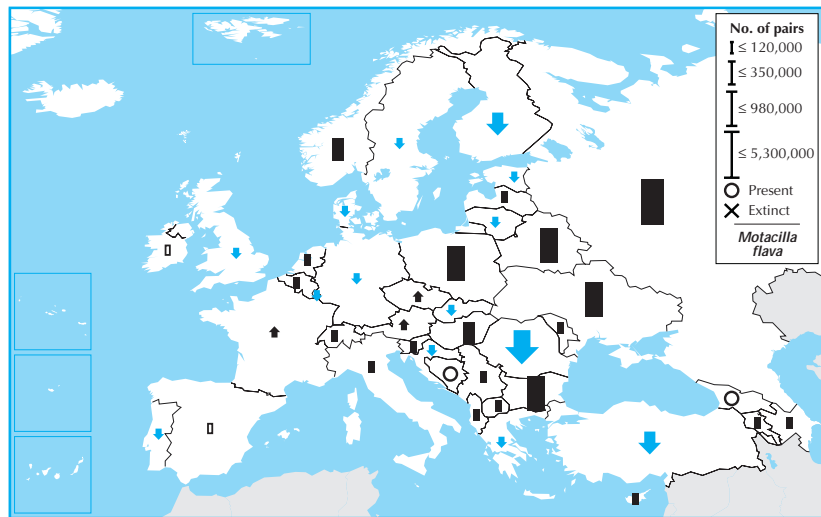 No. of pairs
≤ 120,000
≤ 350,000
≤ 980,000
≤ 5,300,000
Present
Extinct
Motacilla
flava